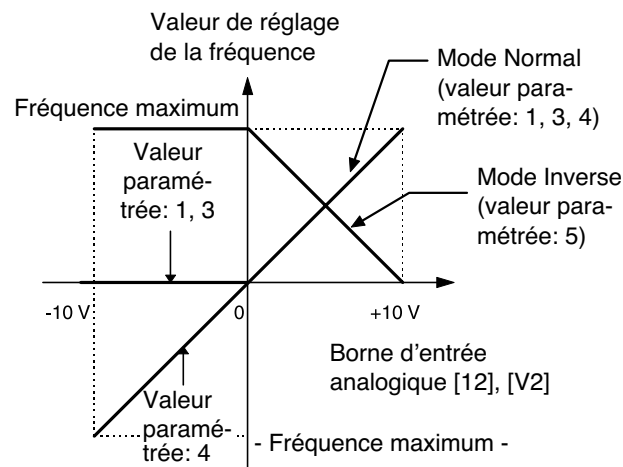 Valeur de réglage
de la fréquence
Mode Normal
(valeur para-
métrée: 1, 3, 4)
Fréquence maximum
Valeur
paramé-
trée: 1, 3
Mode Inverse
(valeur para-
métrée: 5)
-10 V
0
+10 V
Borne d'entrée
analogique [12], [V2]
Valeur
paramé-
trée: 4
- Fréquence maximum -